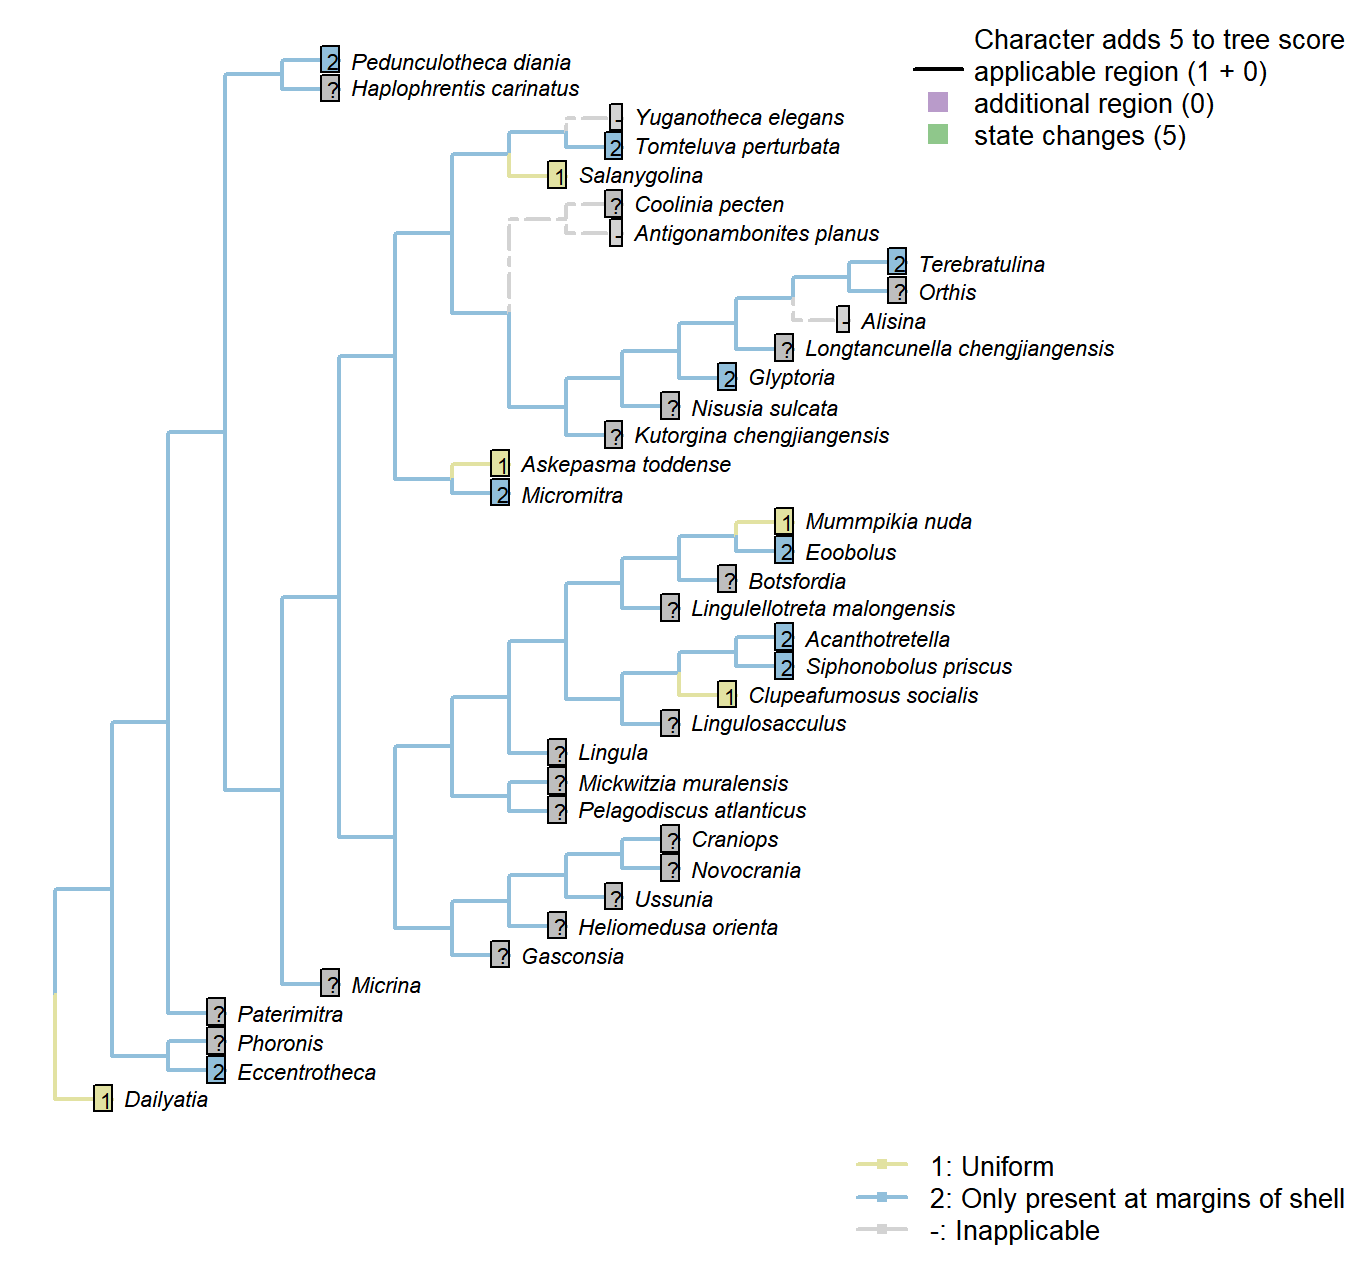 Character adds 5 to tree score
applicable region (1 + 0)
additional region (0)
state changes (5)
2 Pedunculotheca diania
? Haplophrentis carinatus
- Yuganotheca elegans
2 Tomteluva perturbata
1 Salanygolina
? Coolinia pecten
- Antigonambonites planus
2 Terebratulina
? Orthis
- Alisina
? Longtancunella chengjiangensis
2 Glyptoria
? Nisusia sulcata
? Kutorgina chengjiangensis
1 Askepasma toddense
2 Micromitra
1 Mummpikia nuda
2 Eoobolus
? Botsfordia
? Lingulellotreta malongensis
2 Acanthotretella
2 Siphonobolus priscus
1 Clupeafumosus socialis
? Lingulosacculus
? Lingula
? Mickwitzia muralensis
? Pelagodiscus atlanticus
? Craniops
? Novocrania
? Ussunia
? Heliomedusa orienta
? Gasconsia
? Micrina
? Paterimitra
? Phoronis
2 Eccentrotheca
1 Dailyatia
1: Uniform
2: Only present at margins of shell
-: Inapplicable